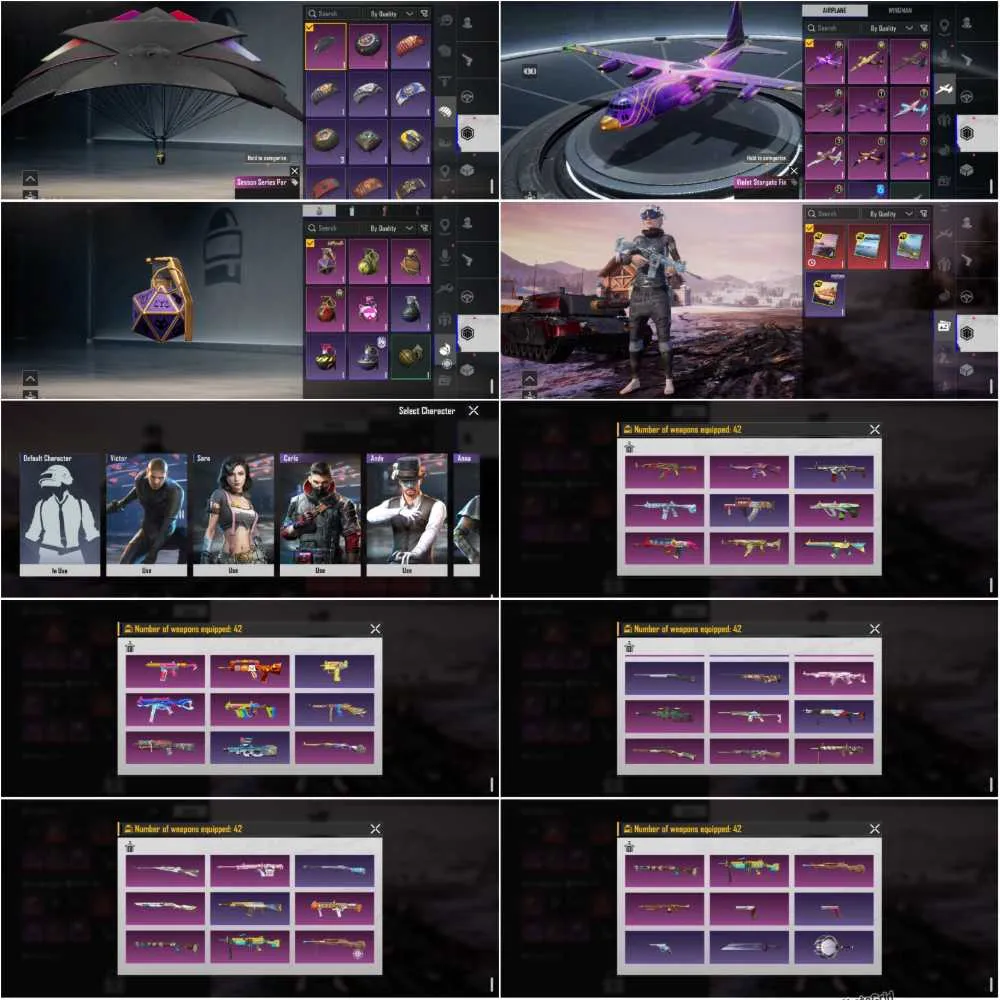 Search By Quality
Hold to categorize
Season Series Par
3
AIRPLANE WINGMAN
Search By Quality
Hold to categorize
Violet Stargate Fin
Search By Quality
Search By Quality
Select Character
Default Character Victor Sara Carlo Andy Anna
In Use Use Use Use Use
Number of weapons equipped: 42
Number of weapons equipped: 42
Number of weapons equipped: 42
Number of weapons equipped: 42
Number of weapons equipped: 42